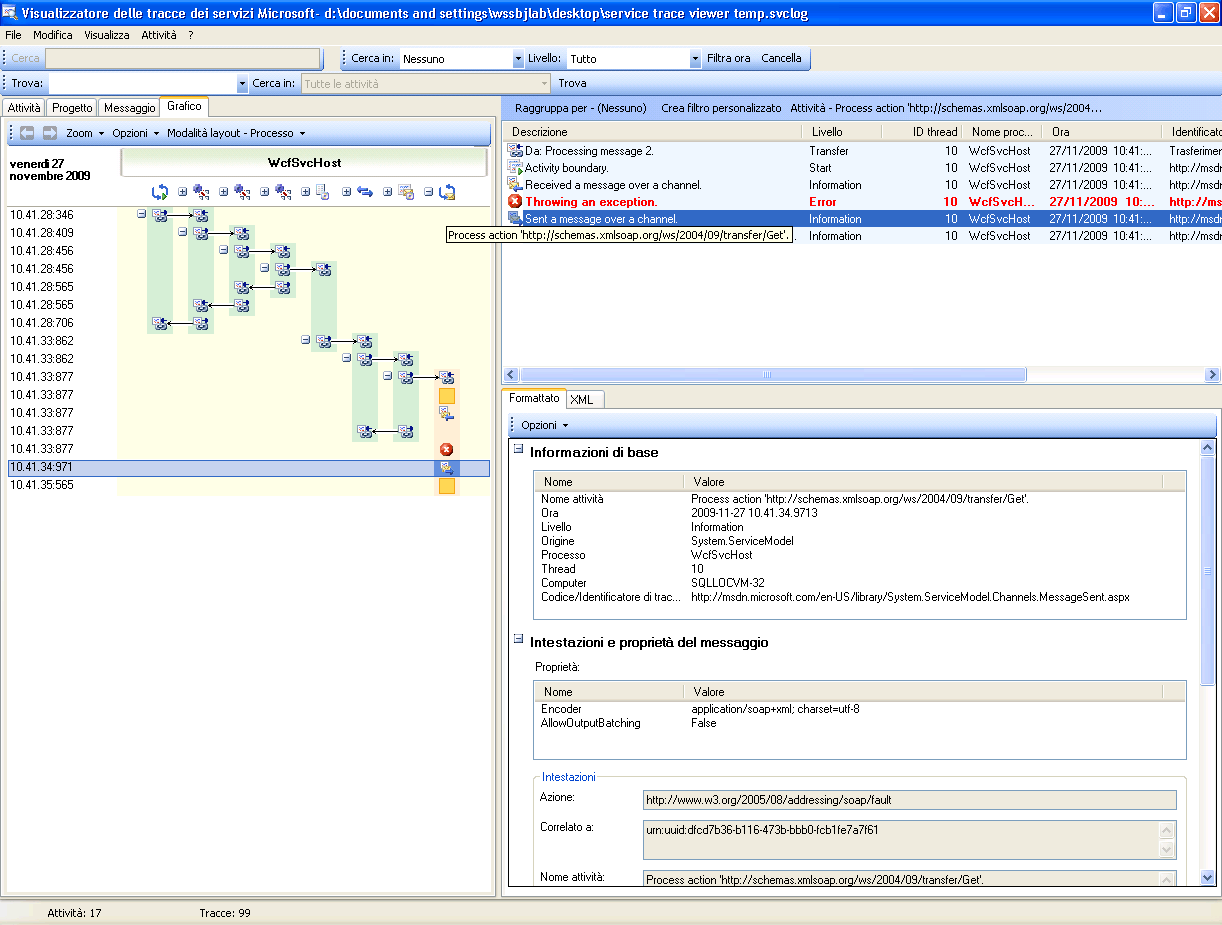 Visualizzatore delle tracce dei servizi Microsoft- d:\documents and settings\wssbjlab\desktop\service trace viewer temp.svclog
File Modifica Visualizza Attività ?
Cerca Cerca in: Nessuno Livello: Tutto Filtra ora Cancella
Trova: Cerca in: Tutte le attività Trova
Attività Progetto Messaggio Grafico
Zoom Opzioni Modalità layout - Processo
venerdì 27
novembre 2009
WcfSvcHost
10.41.28:346
10.41.28:409
10.41.28:456
10.41.28:456
10.41.28:565
10.41.28:565
10.41.28:706
10.41.33:862
10.41.33:862
10.41.33:877
10.41.33:877
10.41.33:877
10.41.33:877
10.41.33:877
10.41.34:971
10.41.35:565
Raggruppa per - (Nessuno) Crea filtro personalizzato Attività - Process action 'http://schemas.xmlsoap.org/ws/2004...
Descrizione Livello ID thread Nome proc... Ora Identificato
Da: Processing message 2. Transfer 10 WcfSvcHost 27/11/2009 10:41:... Trasferimen
Activity boundary. Start 10 WcfSvcHost 27/11/2009 10:41:... http://msdn
Received a message over a channel. Information 10 WcfSvcHost 27/11/2009 10:41:... http://msdn
Throwing an exception. Error 10 WcfSvcH... 27/11/2009 10:... http://ms
Sent a message over a channel. Information 10 WcfSvcHost 27/11/2009 10:41:... http://msdn
Process action 'http://schemas.xmlsoap.org/ws/2004/09/transfer/Get'. Information 10 WcfSvcHost 27/11/2009 10:41:... http://msdn
Formattato XML
Opzioni
Informazioni di base
Nome Valore
Nome attività Process action 'http://schemas.xmlsoap.org/ws/2004/09/transfer/Get'.
Ora 2009-11-27 10.41.34.9713
Livello Information
Origine System.ServiceModel
Processo WcfSvcHost
Thread 10
Computer SQLLOCVM-32
Codice/Identificatore di trac... http://msdn.microsoft.com/en-US/library/System.ServiceModel.Channels.MessageSent.aspx
Intestazioni e proprietà del messaggio
Proprietà:
Nome Valore
Encoder application/soap+xml; charset=utf-8
AllowOutputBatching False
Intestazioni
Azione: http://www.w3.org/2005/08/addressing/soap/fault
Correlato a: urn:uuid:dfcd7b36-b116-473b-bbb0-fcb1fe7a7f61
Nome attività: Process action 'http://schemas.xmlsoap.org/ws/2004/09/transfer/Get'.
Attività: 17 Tracce: 99